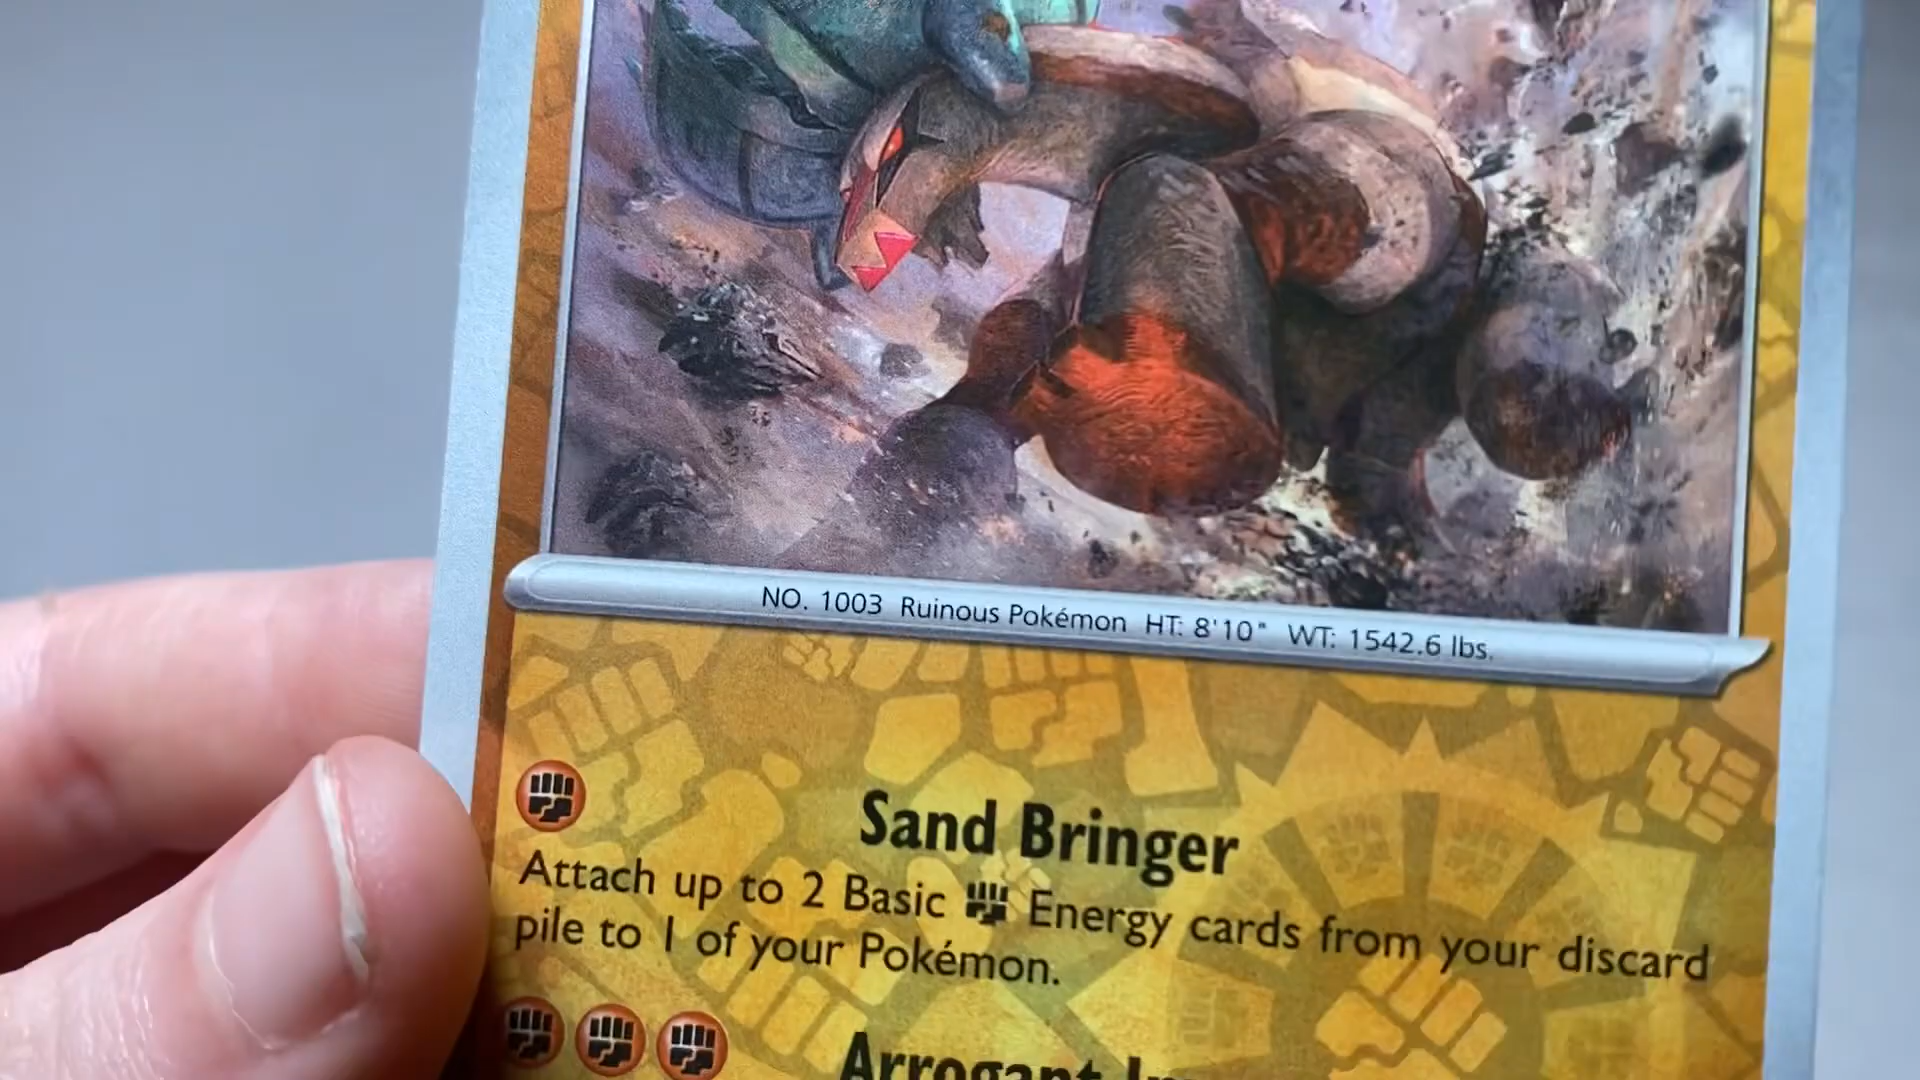 NO. 1003 Ruinous Pokémon HT: 8'10" WT: 1542.6 lbs.
Sand Bringer
Attach up to 2 Basic Energy cards from your discard
pile to 1 of your Pokémon.
Arrogant